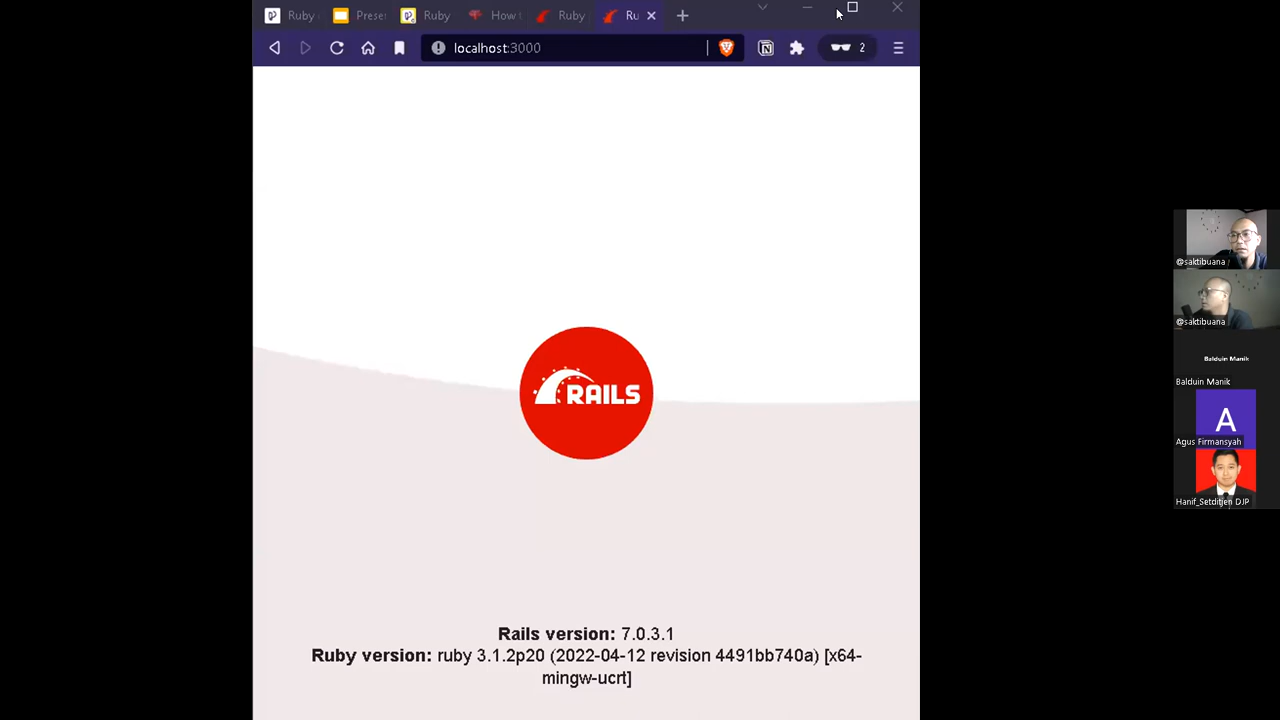 Ruby
Prese
Ruby
How t
Ruby
Ru
localhost:3000
2
RAILS
Rails version: 7.0.3.1
Ruby version: ruby 3.1.2p20 (2022-04-12 revision 4491bb740a) [x64-
mingw-ucrt]
@saktibuana
@saktibuana
Balduin Manik
Balduin Manik
A
Agus Firmansyah
Hanif_Setditjen DJP